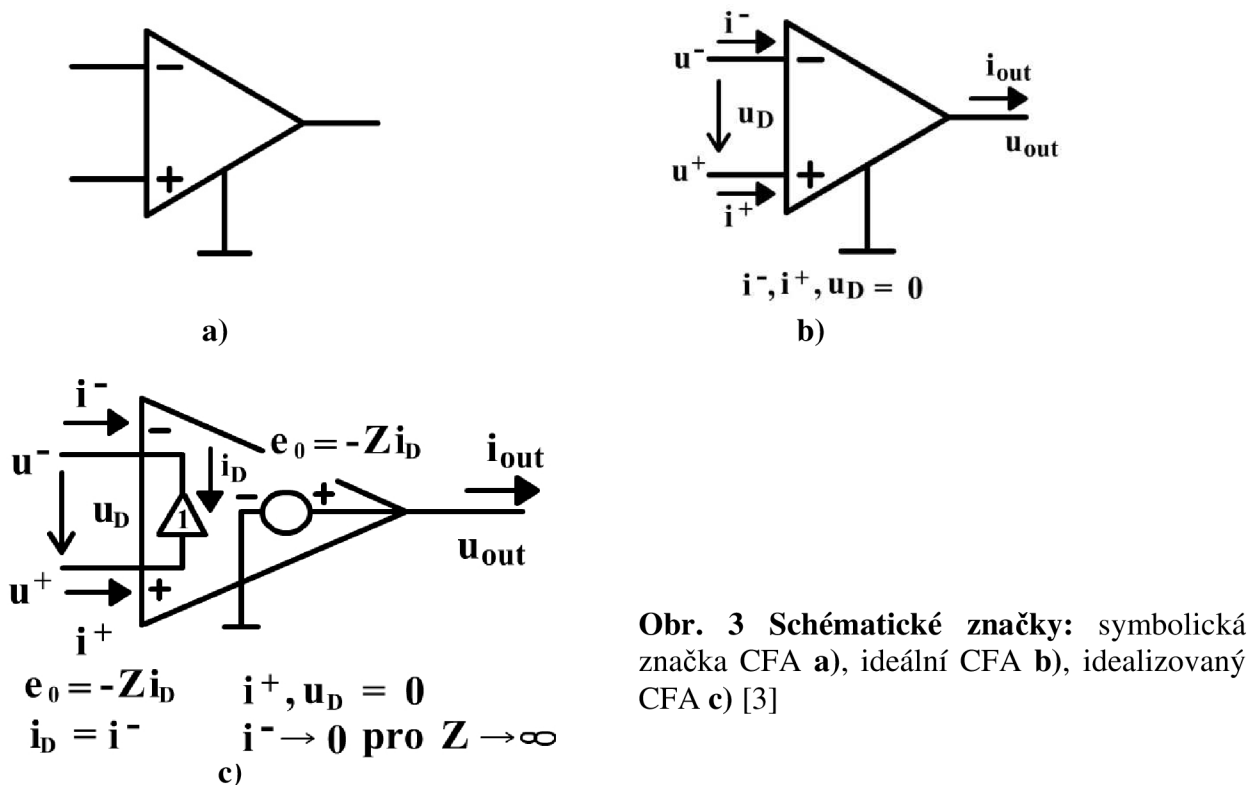 −
+
a)
i⁻
u⁻
−
u_D
i_out
u_out
u⁺
+
i⁺
i⁻, i⁺, u_D = 0
b)
i⁻
−
e₀ = -Zi_D
u⁻
i_D
i_out
u_D
1
−
+
u_out
u⁺
+
i⁺
e₀ = -Zi_D
i⁺, u_D = 0
i_D = i⁻
i⁻ → 0 pro Z → ∞
c)
Obr. 3 Schématické značky: symbolická
značka CFA a), ideální CFA b), idealizovaný
CFA c) [3]